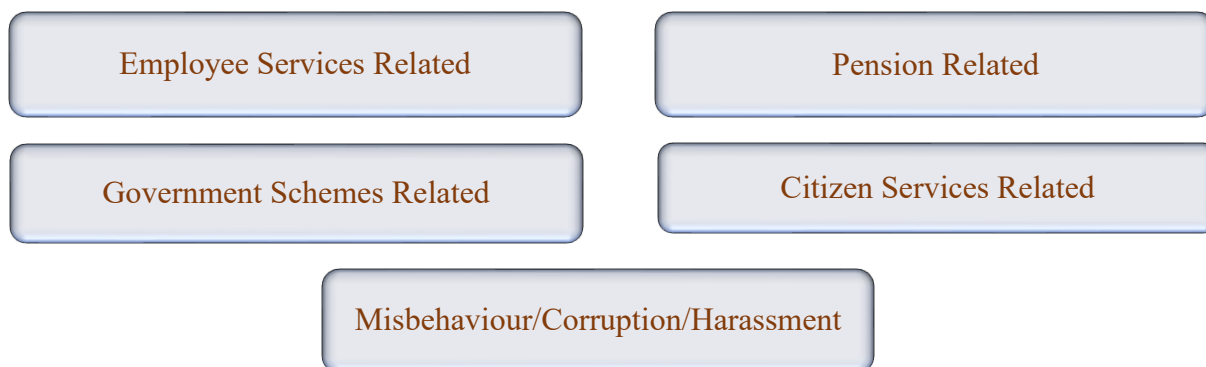 Employee Services Related
Pension Related
Government Schemes Related
Citizen Services Related
Misbehaviour/Corruption/Harassment